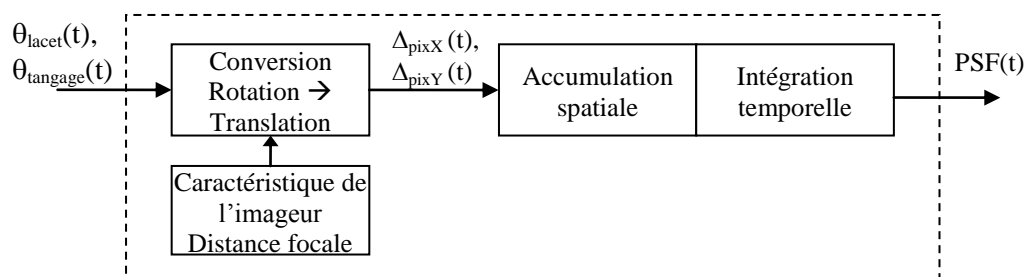 θlacet(t),
θtangage(t)
Conversion
Rotation →
Translation
ΔpixX (t),
ΔpixY(t)
Accumulation
spatiale
Intégration
temporelle
PSF(t)
Caractéristique de
l’imageur
Distance focale